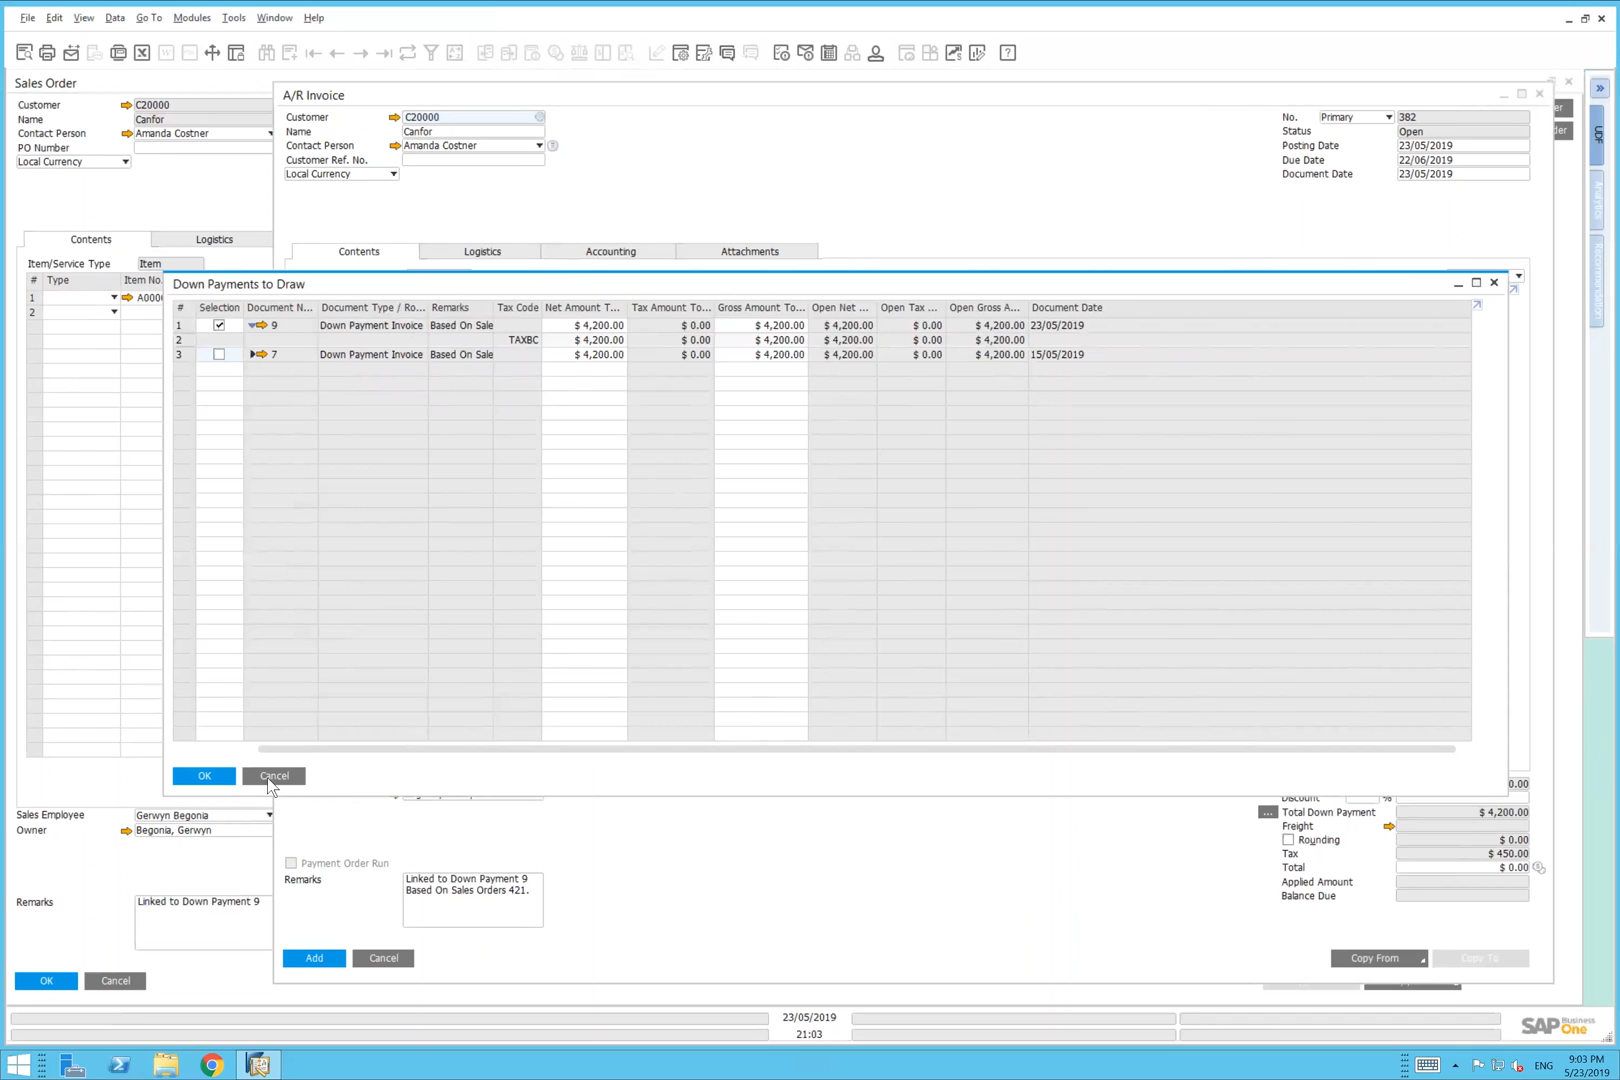 File Edit View Data Go To Modules Tools Window Help
Sales Order
Customer C20000
Name Canfor
Contact Person Amanda Costner
PO Number
Local Currency
Contents Logistics
Item/Service Type Item
# Type Item No.
1 A000
2
A/R Invoice
Customer C20000
Name Canfor
Contact Person Amanda Costner
Customer Ref. No.
Local Currency
No. Primary 382
Status Open
Posting Date 23/05/2019
Due Date 22/06/2019
Document Date 23/05/2019
Contents Logistics Accounting Attachments
UDF
Analytics
Recommendation
Down Payments to Draw
# Selection Document N... Document Type / Ro... Remarks Tax Code Net Amount T... Tax Amount To... Gross Amount To... Open Net ... Open Tax ... Open Gross A... Document Date
1 9 Down Payment Invoice Based On Sale $ 4,200.00 $ 0.00 $ 4,200.00 $ 4,200.00 $ 0.00 $ 4,200.00 23/05/2019
2 TAXBC $ 4,200.00 $ 0.00 $ 4,200.00 $ 4,200.00 $ 0.00 $ 4,200.00
3 7 Down Payment Invoice Based On Sale $ 4,200.00 $ 0.00 $ 4,200.00 $ 4,200.00 $ 0.00 $ 4,200.00 15/05/2019
OK Cancel
Sales Employee Gerwyn Begonia
Owner Begonia, Gerwyn
Remarks Linked to Down Payment 9
OK Cancel
Payment Order Run
Remarks Linked to Down Payment 9
Based On Sales Orders 421.
Discount %
... Total Down Payment $ 4,200.00
Freight
Rounding $ 0.00
Tax $ 450.00
Total $ 0.00
Applied Amount
Balance Due
Add Cancel
Copy From Copy To
23/05/2019
21:03
SAP Business One
ENG
9:03 PM
5/23/2019